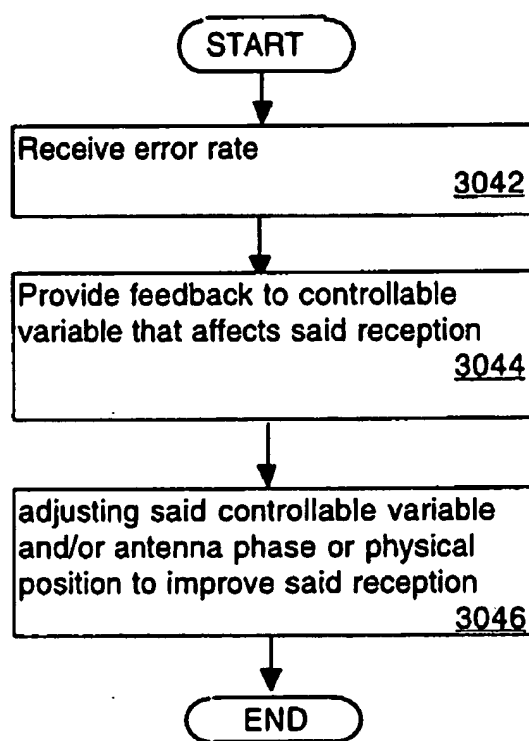 START
Receive error rate
3042
Provide feedback to controllable
variable that affects said reception
3044
adjusting said controllable variable
and/or antenna phase or physical
position to improve said reception
3046
END